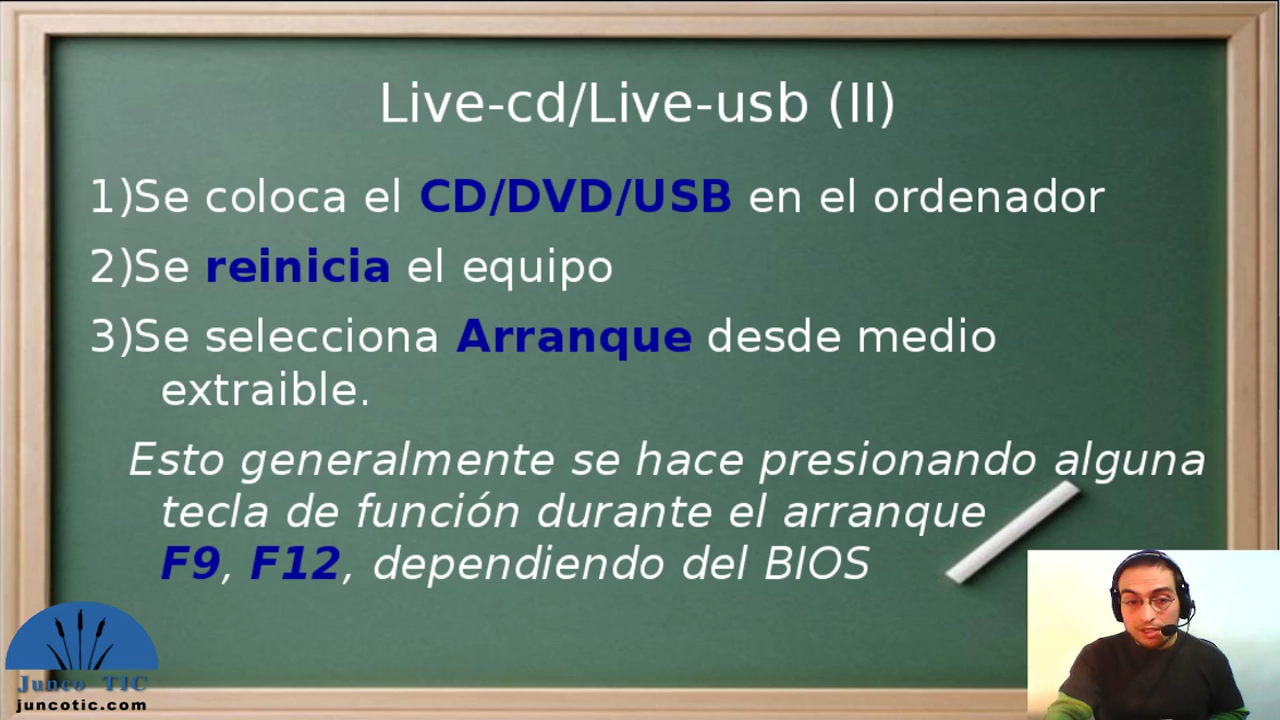 Live-cd/Live-usb (II)
1)Se coloca el CD/DVD/USB en el ordenador
2)Se reinicia el equipo
3)Se selecciona Arranque desde medio
extraible.
Esto generalmente se hace presionando alguna
tecla de función durante el arranque
F9, F12, dependiendo del BIOS
Junco TIC
juncotic.com